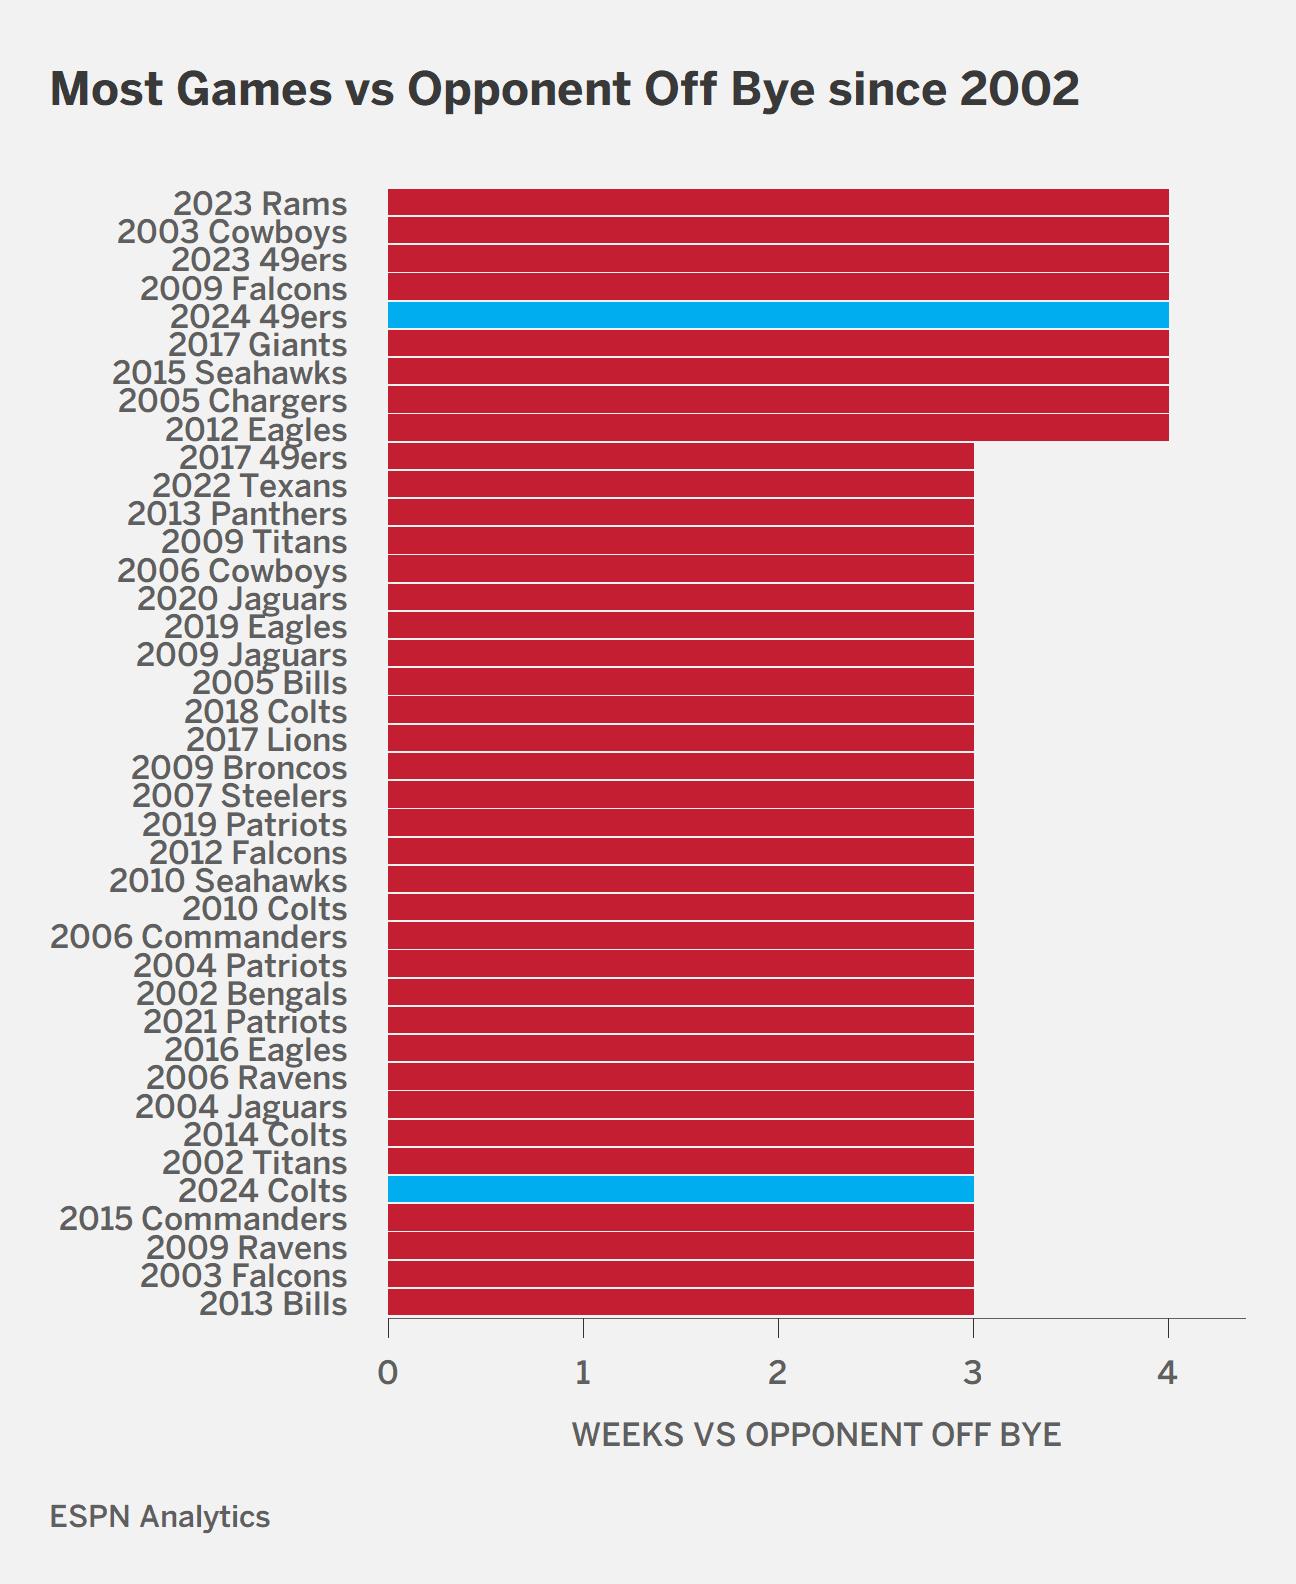 Most Games vs Opponent Off Bye since 2002
2023 Rams
2003 Cowboys
2023 49ers
2009 Falcons
2024 49ers
2017 Giants
2015 Seahawks
2005 Chargers
2012 Eagles
2017 49ers
2022 Texans
2013 Panthers
2009 Titans
2006 Cowboys
2020 Jaguars
2019 Eagles
2009 Jaguars
2005 Bills
2018 Colts
2017 Lions
2009 Broncos
2007 Steelers
2019 Patriots
2012 Falcons
2010 Seahawks
2010 Colts
2006 Commanders
2004 Patriots
2002 Bengals
2021 Patriots
2016 Eagles
2006 Ravens
2004 Jaguars
2014 Colts
2002 Titans
2024 Colts
2015 Commanders
2009 Ravens
2003 Falcons
2013 Bills
0 1 2 3 4
WEEKS VS OPPONENT OFF BYE
ESPN Analytics